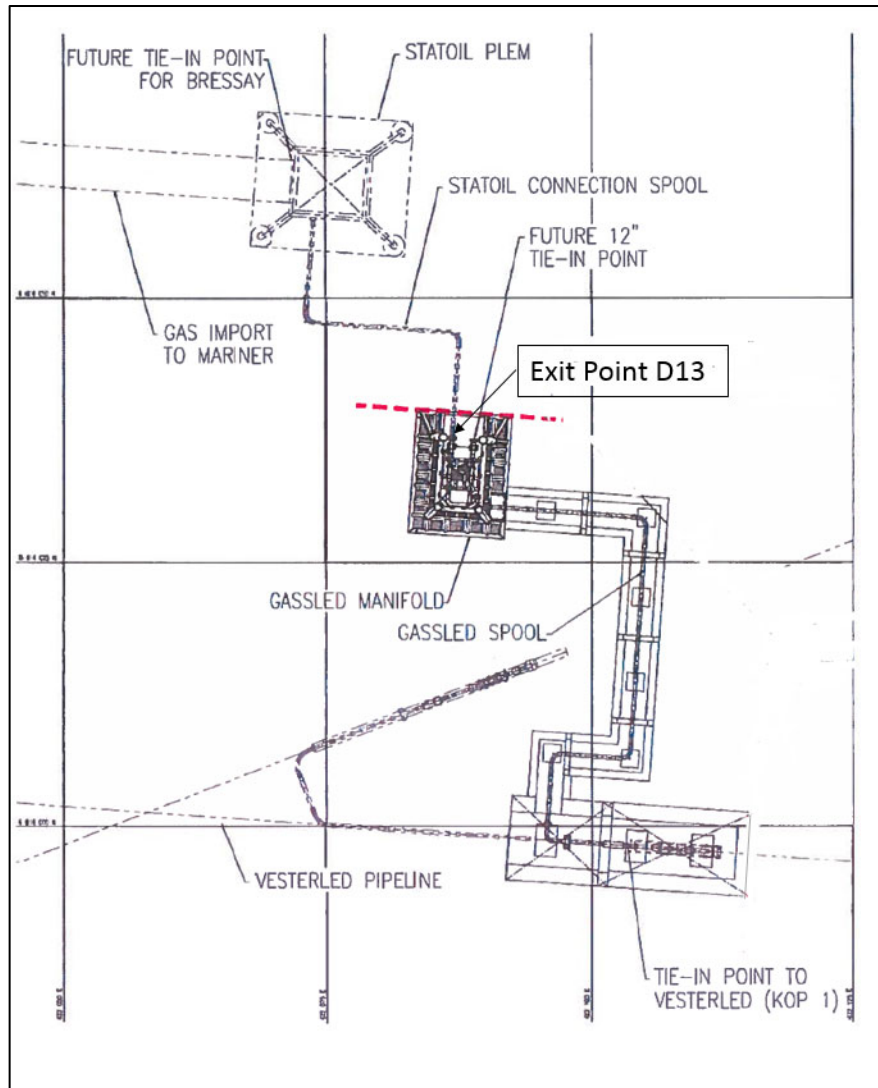 FUTURE TIE-IN POINT
FOR BRESSAY
STATOIL PLEM
STATOIL CONNECTION SPOOL
FUTURE 12"
TIE-IN POINT
GAS IMPORT
TO MARINER
Exit Point D13
GASSLED MANIFOLD
GASSLED SPOOL
VESTERLED PIPELINE
TIE-IN POINT TO
VESTERLED (KOP 1)